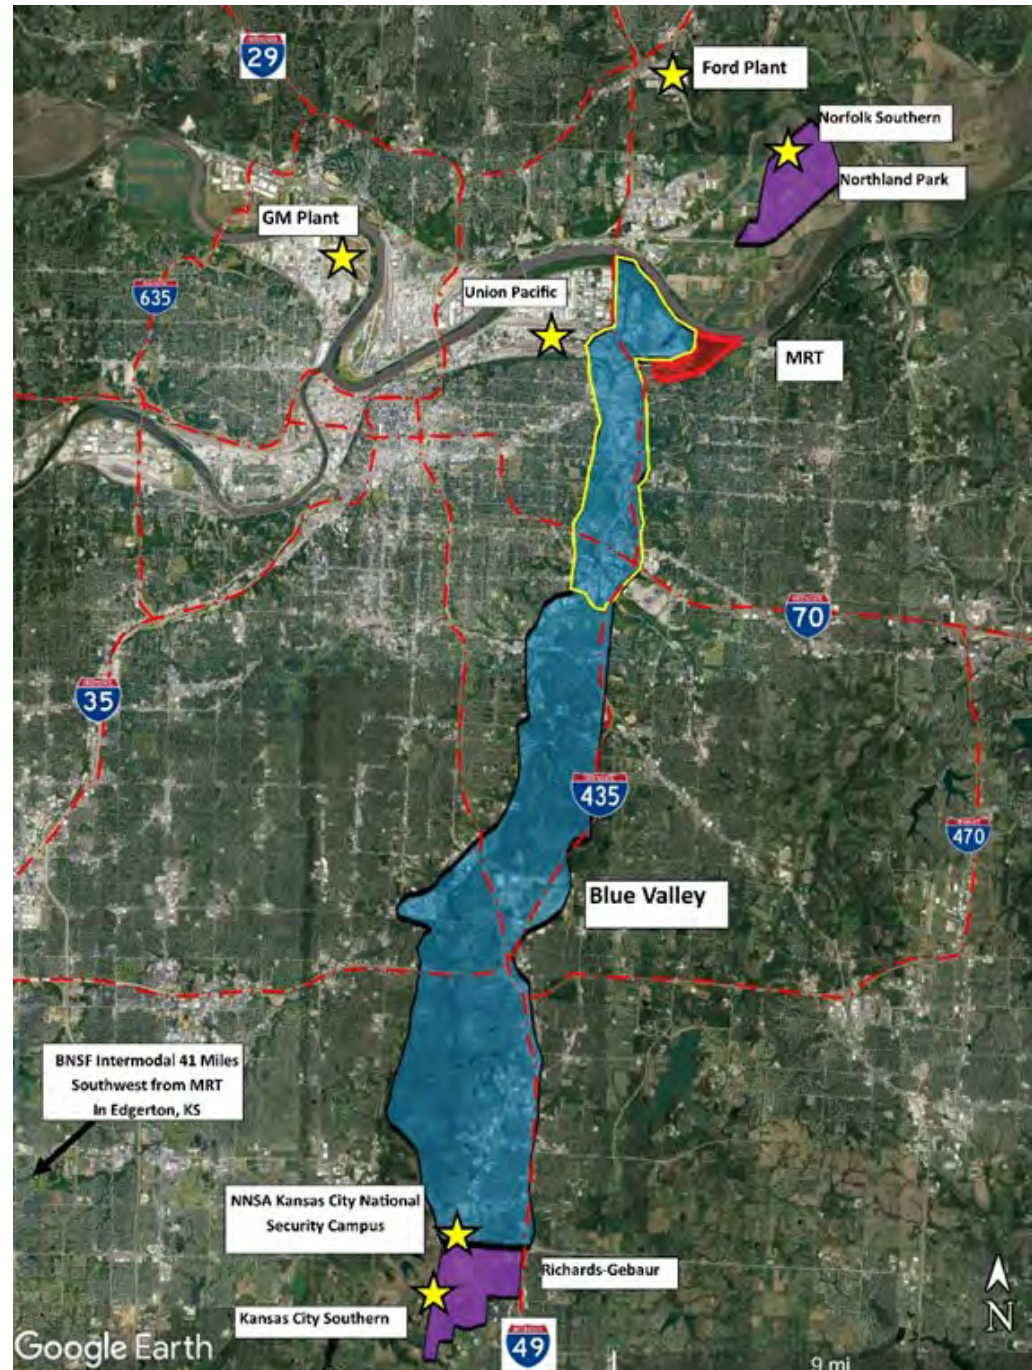 29
Ford Plant
Norfolk Southern
Northland Park
GM Plant
635
Union Pacific
MRT
70
35
435
470
Blue Valley
BNSF Intermodal 41 Miles
Southwest from MRT
In Edgerton, KS
NNSA Kansas City National
Security Campus
Richards-Gebaur
Kansas City Southern
49
N
Google Earth
9 mi